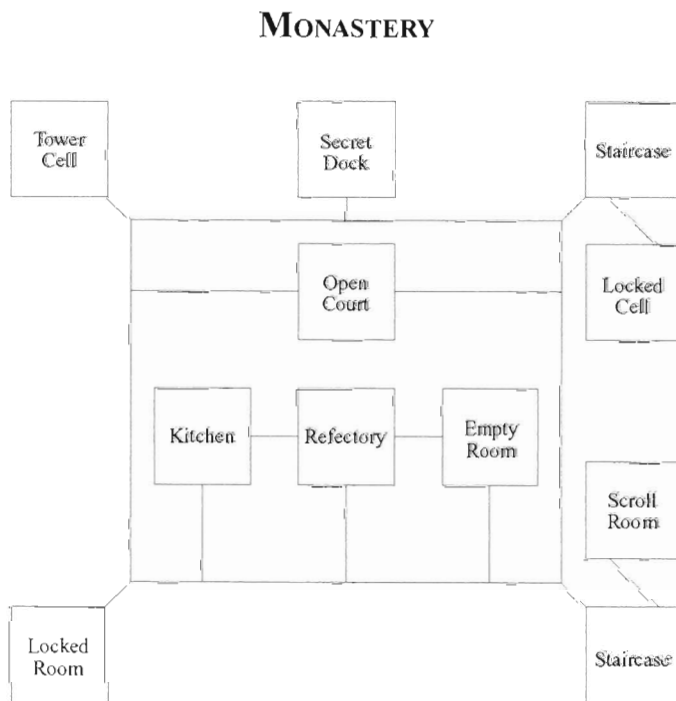 MONASTERY
Tower
Cell
Secret
Dock
Staircase
Open
Court
Locked
Cell
Kitchen
Refectory
Empty
Room
Scroll
Room
Locked
Room
Staircase